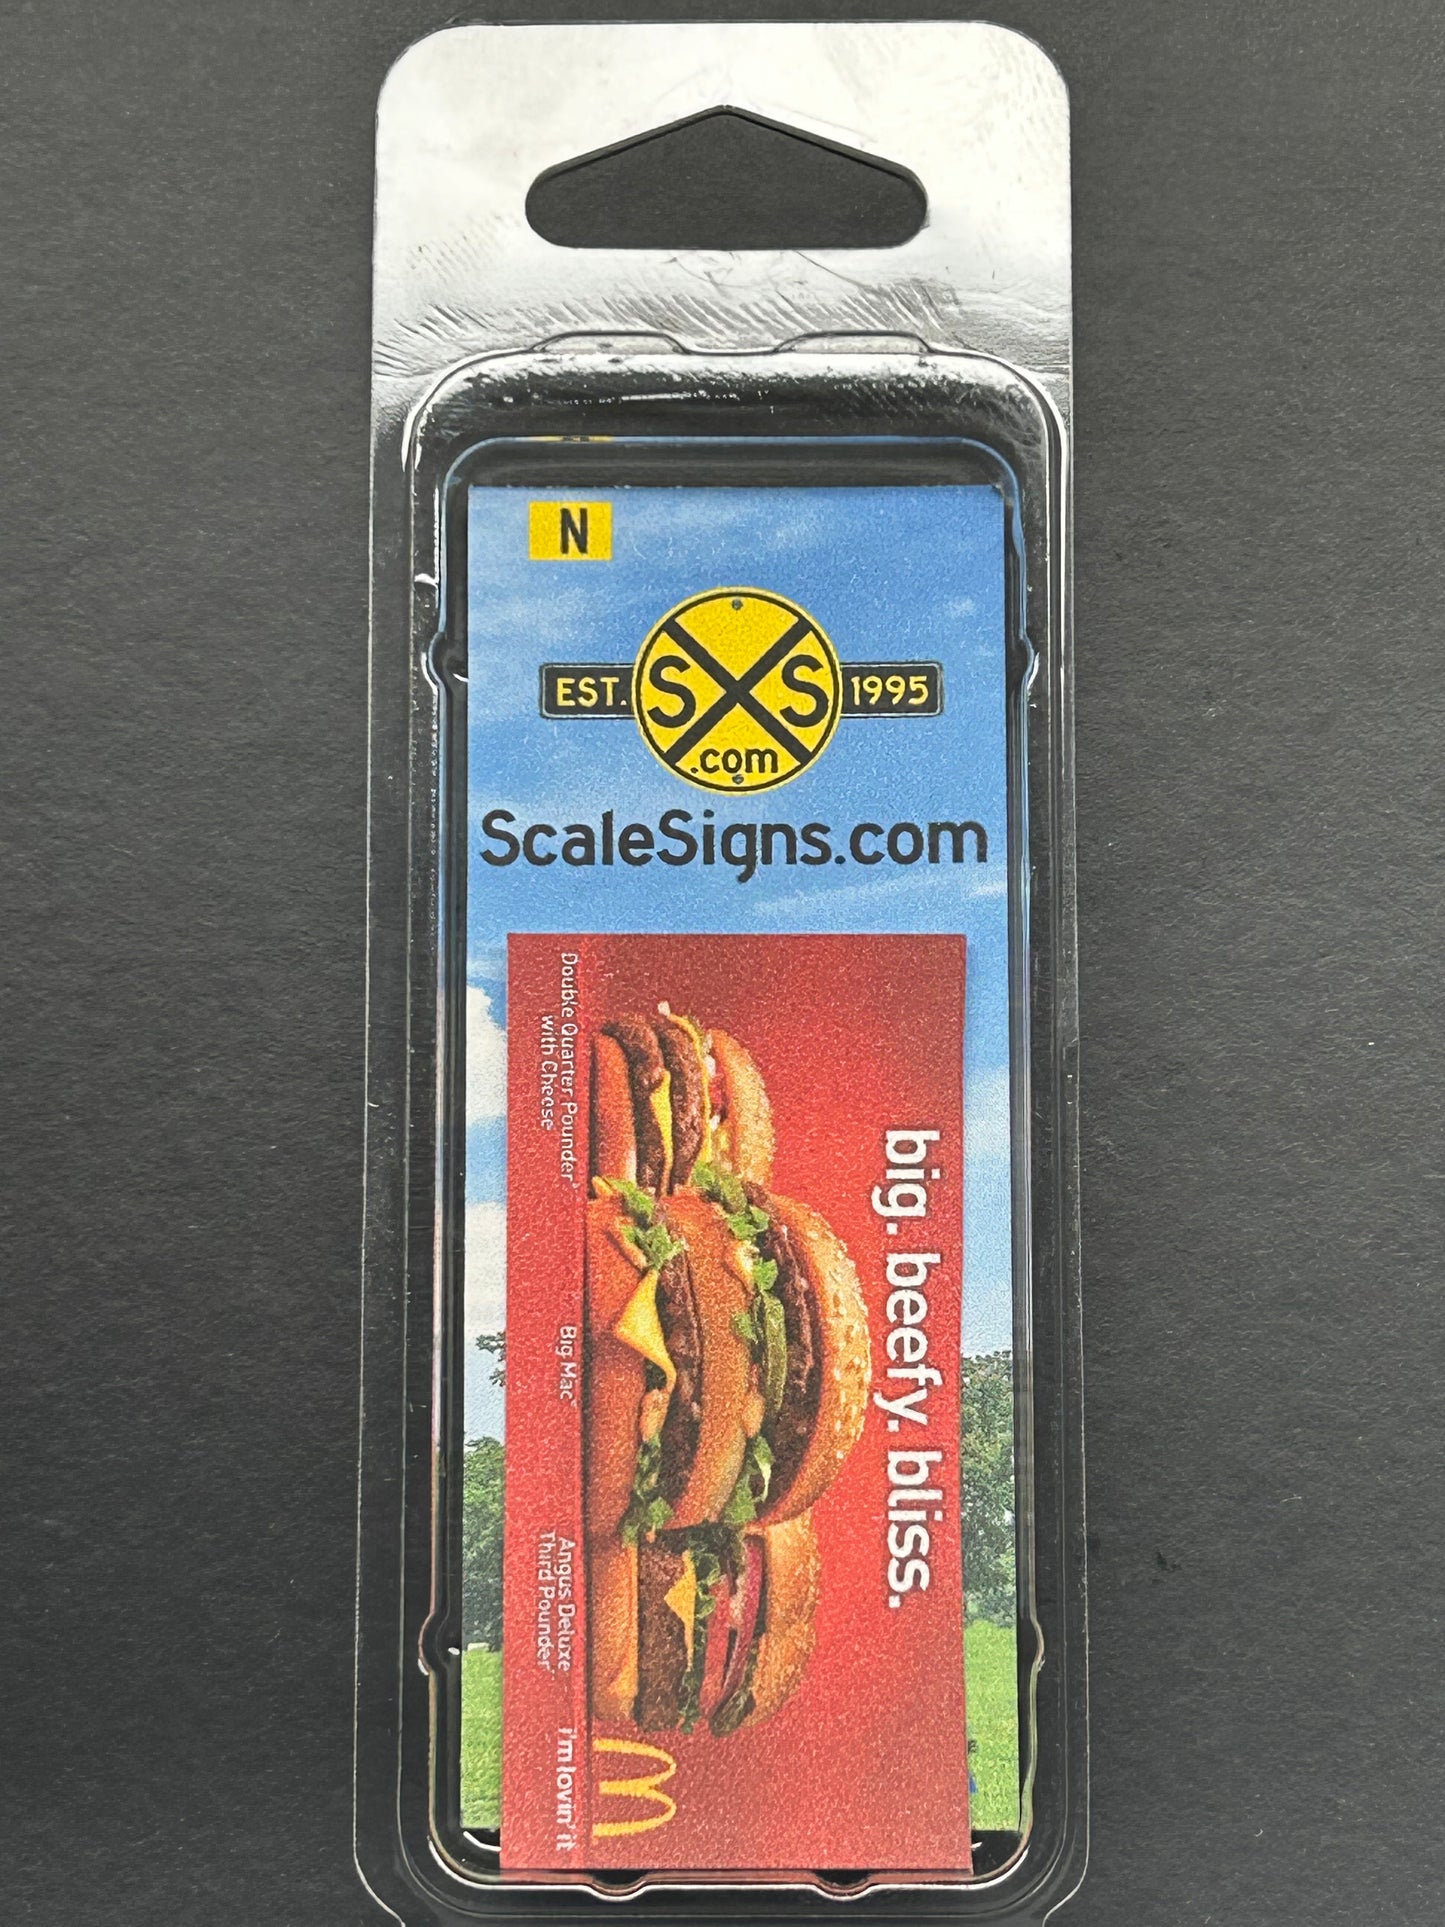 N
EST. SXS 1995
.com
ScaleSigns.com
big. beefy. bliss.
Double Quarter Pounder
with Cheese
Big Mac
Angus Deluxe
Third Pounder
i'm lovin' it